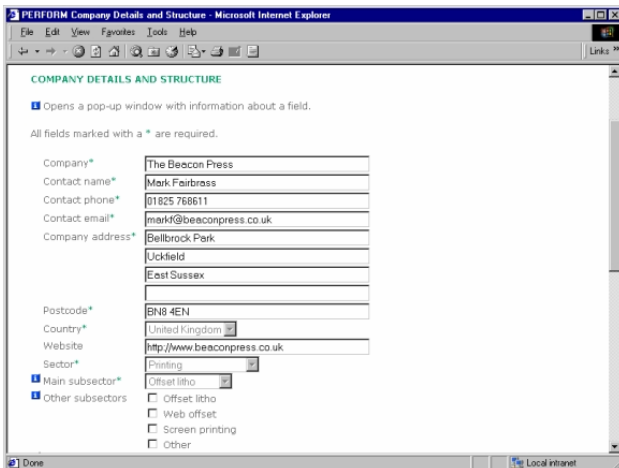 PERFORM Company Details and Structure - Microsoft Internet Explorer
File Edit View Favorites Tools Help
Links »
COMPANY DETAILS AND STRUCTURE
i Opens a pop-up window with information about a field.
All fields marked with a * are required.
Company* The Beacon Press
Contact name* Mark Fairbrass
Contact phone* 01825 768611
Contact email* markf@beaconpress.co.uk
Company address* Bellbrock Park
Uckfield
East Sussex
Postcode* BN8 4EN
Country* United Kingdom
Website http://www.beaconpress.co.uk
Sector* Printing
i Main subsector* Offset litho
i Other subsectors Offset litho
Web offset
Screen printing
Other
Done Local intranet